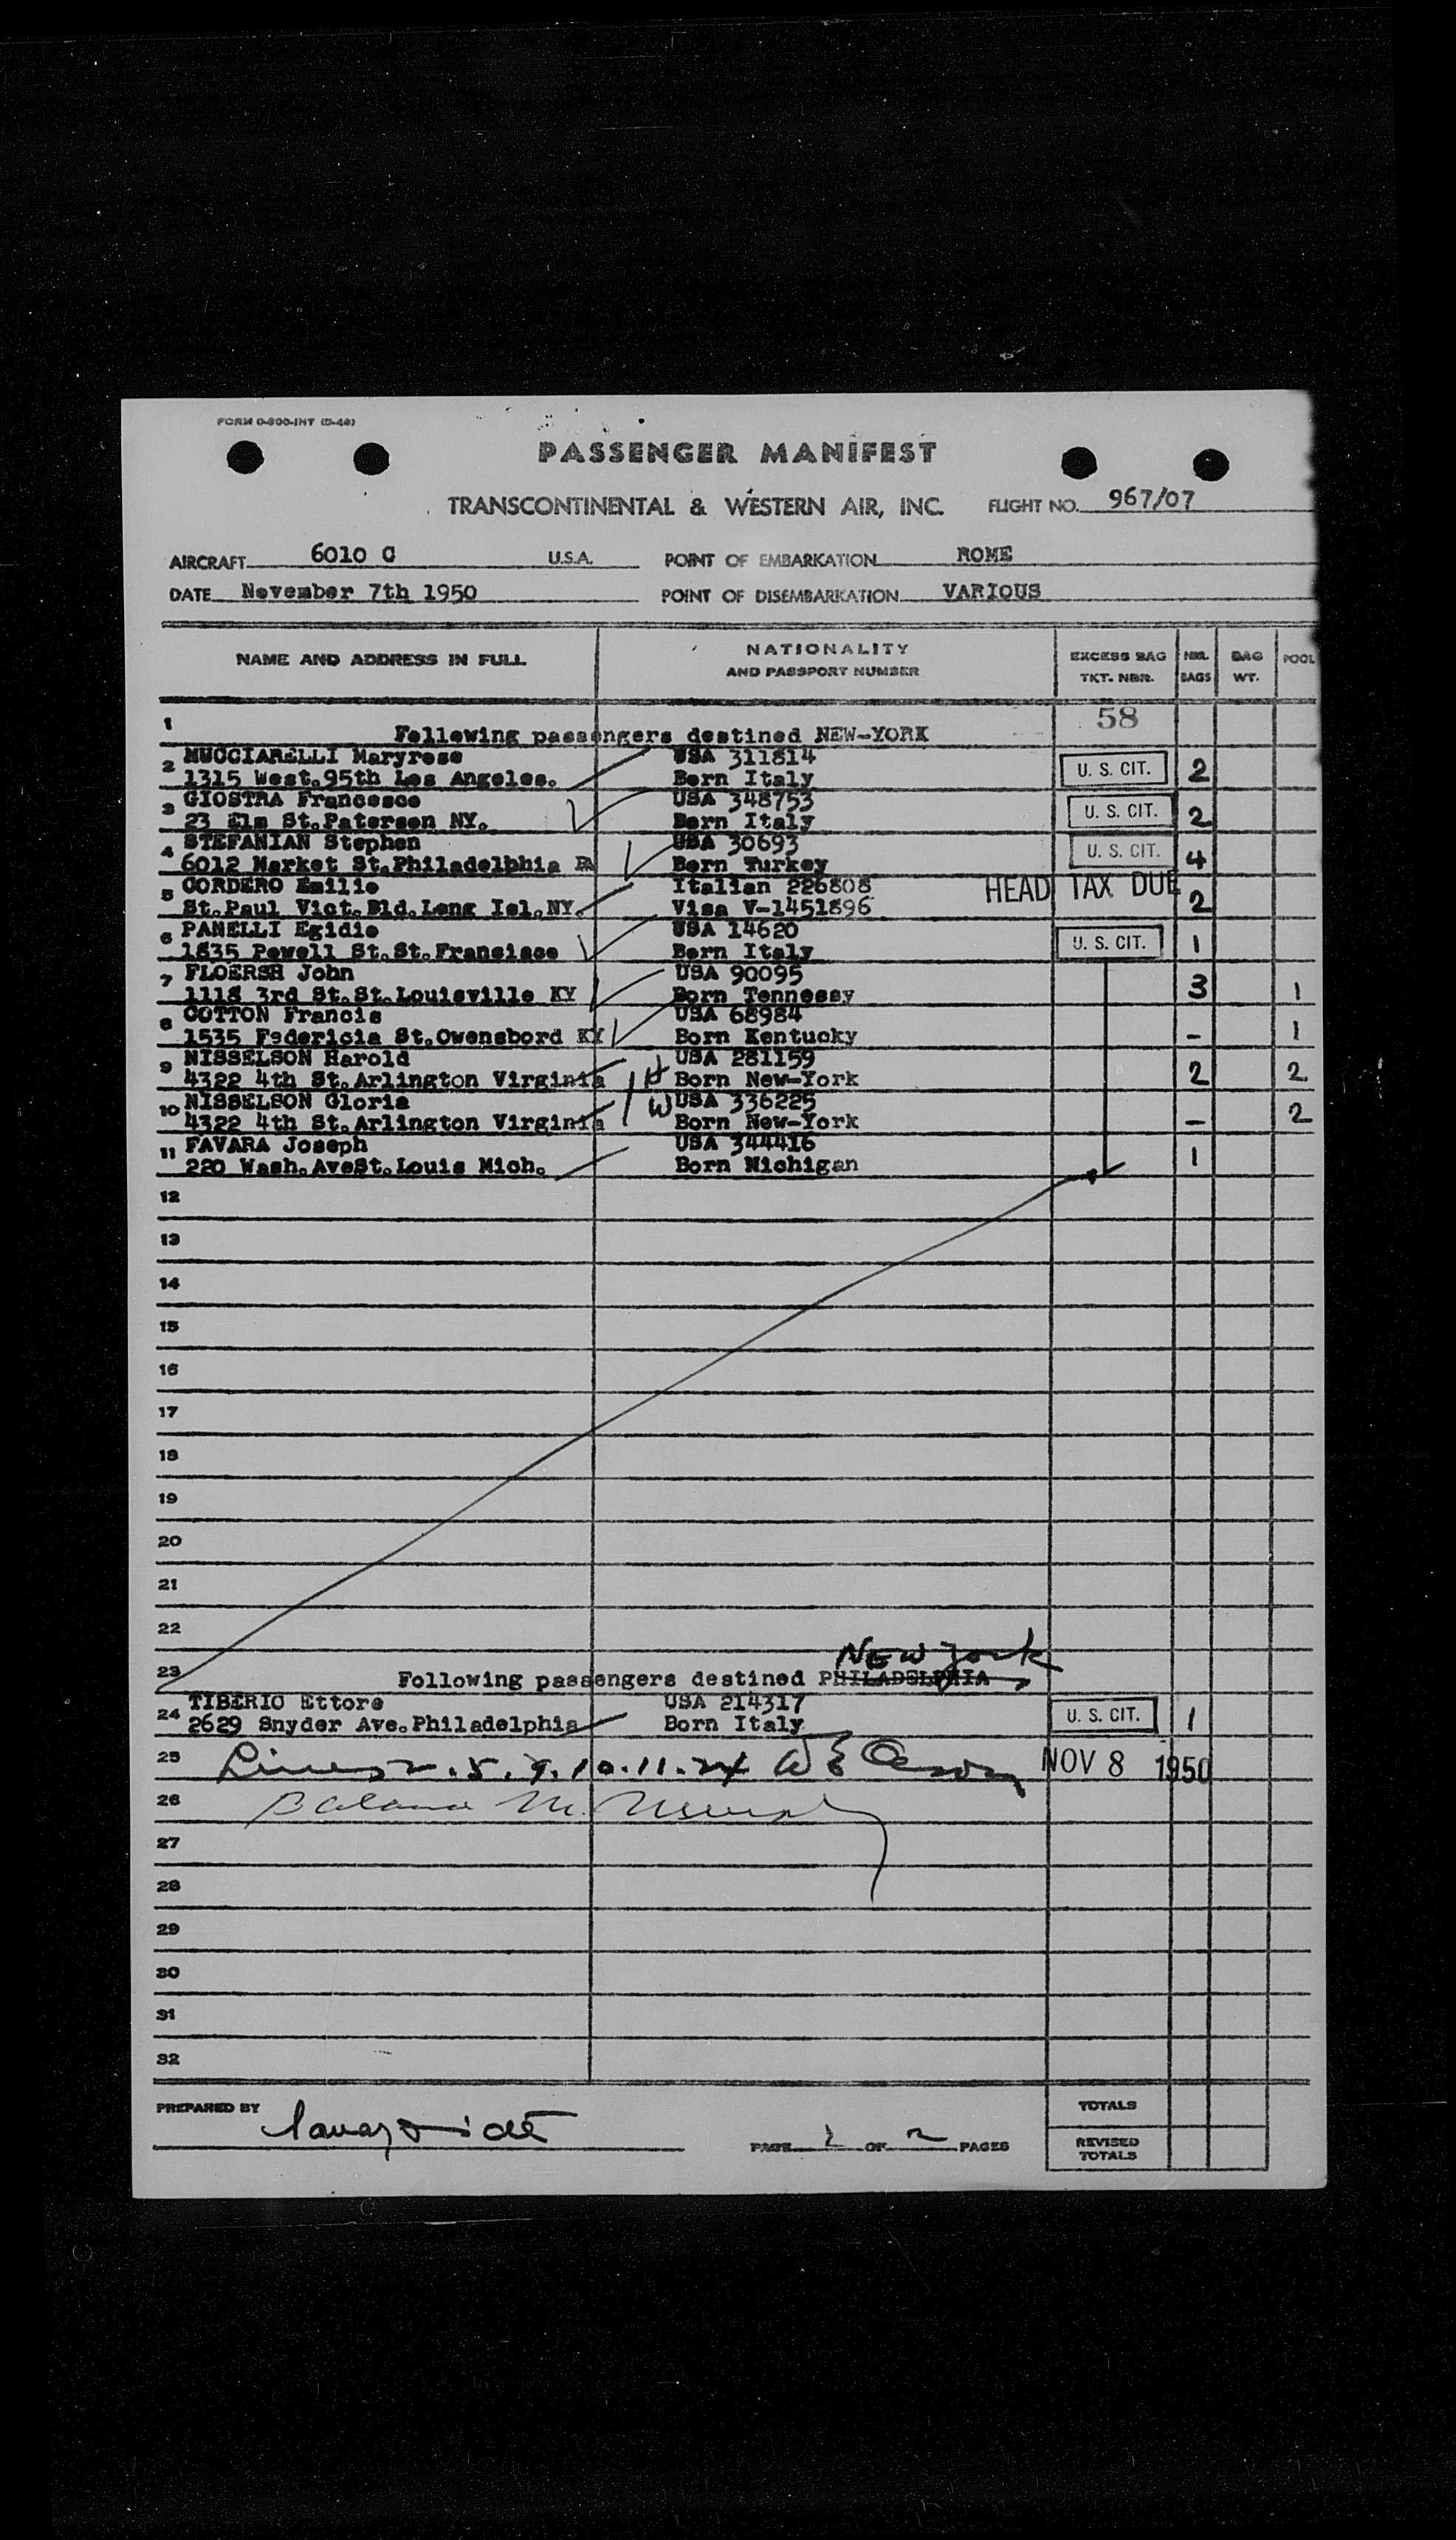 FORM O-800-INT (D-48)
PASSENGER MANIFEST
TRANSCONTINENTAL & WESTERN AIR, INC. FLIGHT NO. 967/07
AIRCRAFT 6010 C U.S.A. POINT OF EMBARKATION ROME
DATE November 7th 1950 POINT OF DISEMBARKATION VARIOUS
NAME AND ADDRESS IN FULL NATIONALITY AND PASSPORT NUMBER EXCESS BAG TKT. NBR. NBR. BAGS BAG WT. POOL
58
1 Following passengers destined NEW-YORK
2 MUCCIARELLI Maryrose USA 311814
1315 West.95th Los Angeles. Born Italy U. S. CIT. 2
3 GIOSTRA Francesco USA 348753
23 Elm St.Paterson NY. Born Italy U. S. CIT. 2
4 STEFANIAN Stephen USA 30693
6012 Market St.Philadelphia PA Born Turkey U. S. CIT. 4
5 CORDERO Emilio Italian 226808 HEAD TAX DUE
St.Paul Vict.Bld.Long Isl.NY. Visa V-1451896 2
6 PANELLI Egidio USA 14620
1835 Powell St.St.Fransisco Born Italy U. S. CIT. 1
7 FLOERSH John USA 90095
1118 3rd St.St.Louisville KY Born Tennessy 3 1
8 COTTON Francis USA 68984
1535 Federicia St.Owensbord KY Born Kentucky - 1
9 NISSELSON Harold USA 281159
4322 4th St.Arlington Virginia H Born New-York 2 2
10 NISSELSON Gloria W USA 336225
4322 4th St.Arlington Virginia Born New-York - 2
11 FAVARA Joseph USA 344416
220 Wash.AveSt.Louis Mich. Born Michigan 1
12
13
14
15
16
17
18
19
20
21
22
New York
23 Following passengers destined PHILADELPHIA
24 TIBERIO Ettore USA 214317
2629 Snyder Ave.Philadelphia Born Italy U. S. CIT. 1
25 Lines 2.5.9.10.11.24 NOV 8 1950
26 Balance M.
27
28
29
30
31
32
PREPARED BY TOTALS
PAGE OF 2 PAGES REVISED TOTALS